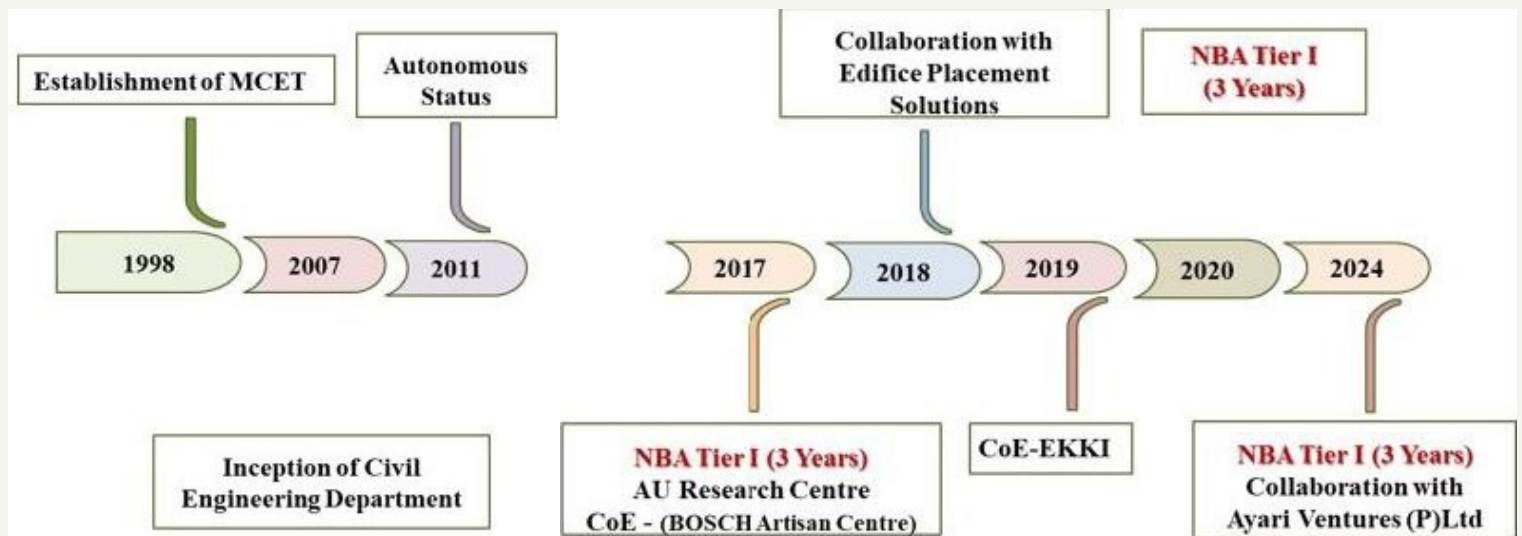 Establishment of MCET
Autonomous
Status
Collaboration with
Edifice Placement
Solutions
NBA Tier I
(3 Years)
1998
2007
2011
2017
2018
2019
2020
2024
Inception of Civil
Engineering Department
NBA Tier I (3 Years)
AU Research Centre
CoE - (BOSCH Artisan Centre)
CoE-EKKI
NBA Tier I (3 Years)
Collaboration with
Ayari Ventures (P)Ltd